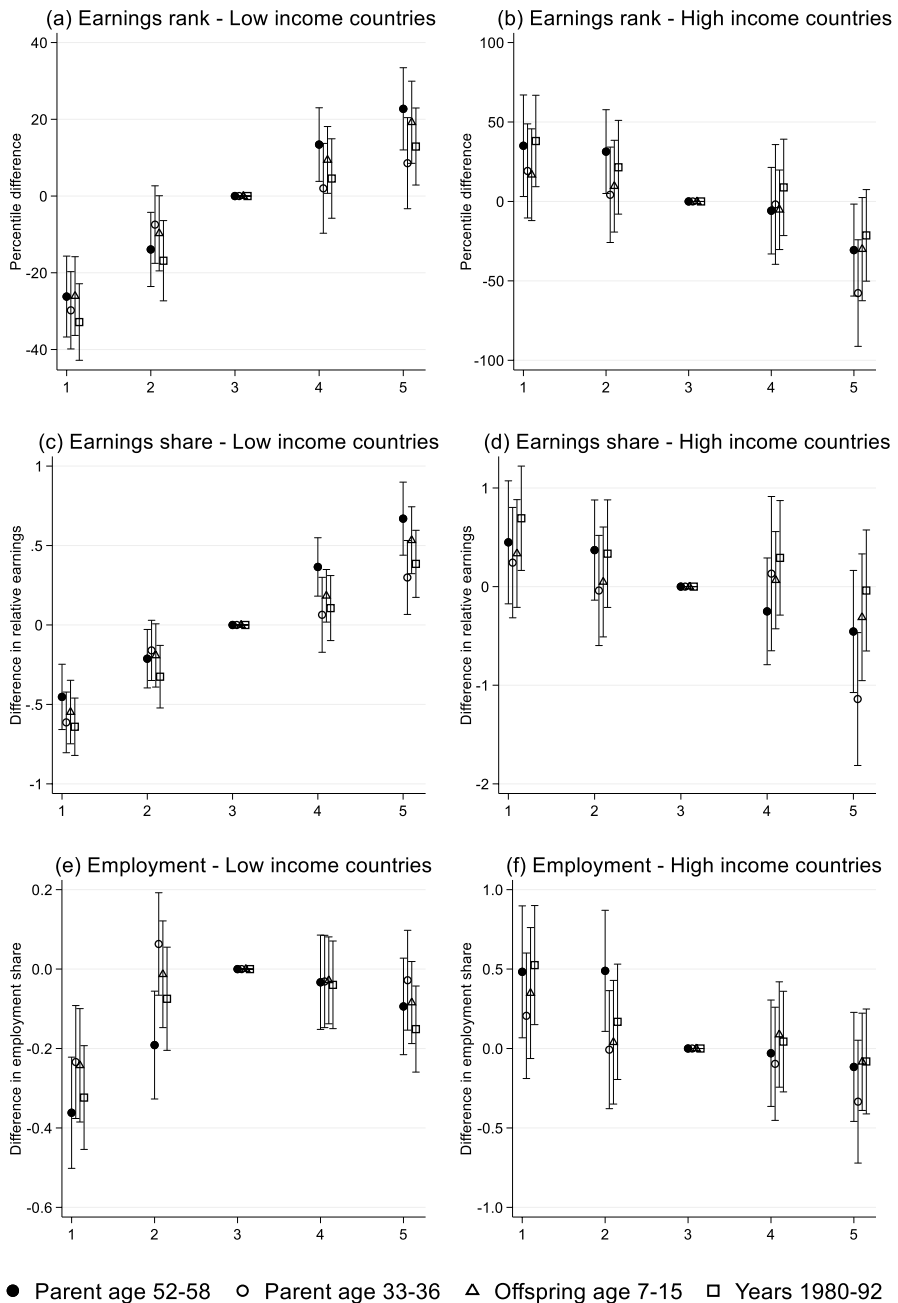 (a) Earnings rank - Low income countries
40
20
0
-20
-40
Percentile difference
1 2 3 4 5
(b) Earnings rank - High income countries
100
50
0
-50
-100
Percentile difference
1 2 3 4 5
(c) Earnings share - Low income countries
1
.5
0
-.5
-1
Difference in relative earnings
1 2 3 4 5
(d) Earnings share - High income countries
1
0
-1
-2
Difference in relative earnings
1 2 3 4 5
(e) Employment - Low income countries
0.2
0.0
-0.2
-0.4
-0.6
Difference in employment share
1 2 3 4 5
(f) Employment - High income countries
1.0
0.5
0.0
-0.5
-1.0
Difference in employment share
1 2 3 4 5
Parent age 52-58 Parent age 33-36 Offspring age 7-15 Years 1980-92